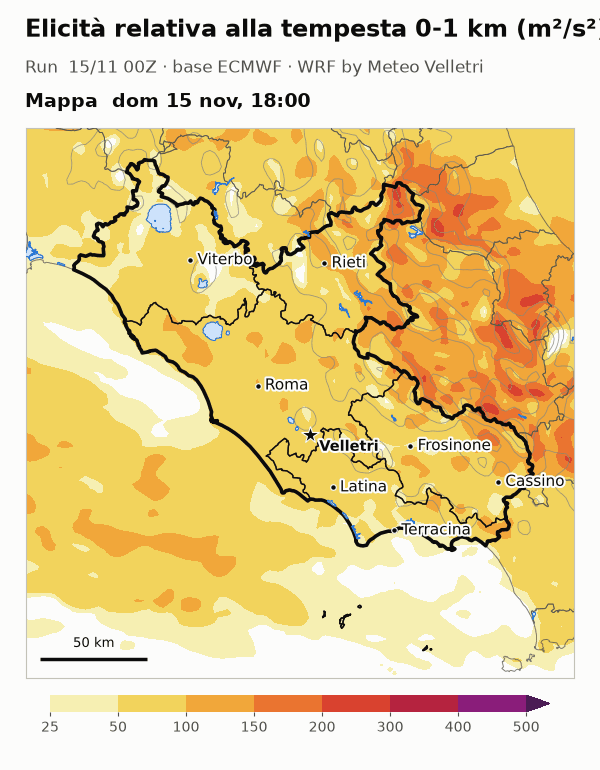 Elicità relativa alla tempesta 0-1 km (m²/s²)
Run 15/11 00Z · base ECMWF · WRF by Meteo Velletri
Mappa dom 15 nov, 18:00
Viterbo
Rieti
Roma
Velletri
Frosinone
Cassino
Latina
Terracina
50 km
25 50 100 150 200 300 400 500